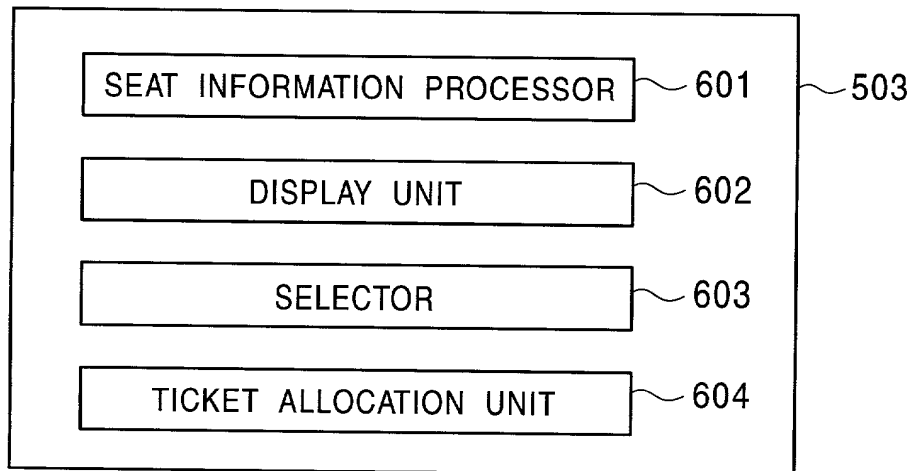 SEAT INFORMATION PROCESSOR 601 503
DISPLAY UNIT 602
SELECTOR 603
TICKET ALLOCATION UNIT 604